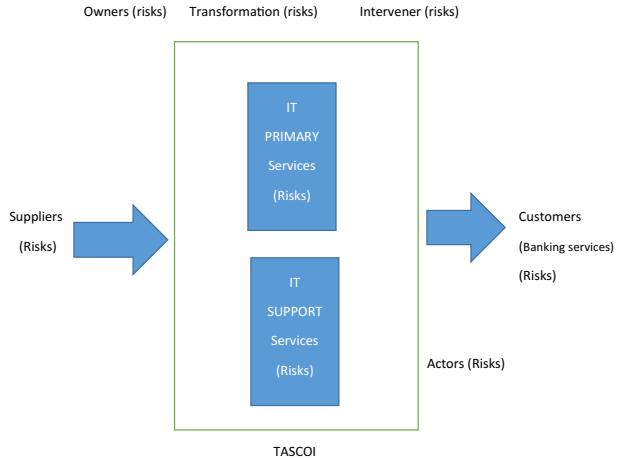 Owners (risks) Transformation (risks) Intervener (risks)
IT
PRIMARY
Services
(Risks)
Suppliers
(Risks)
Customers
(Banking services)
(Risks)
IT
SUPPORT
Services
(Risks)
Actors (Risks)
TASCOI